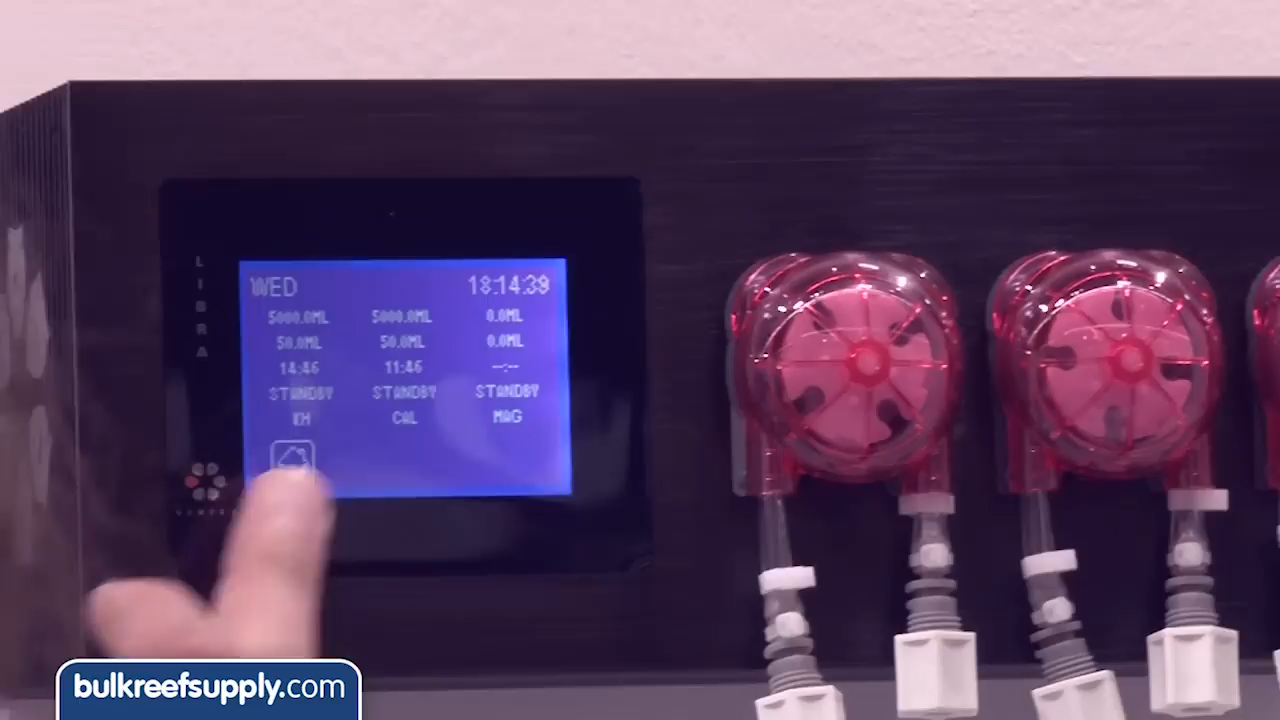 LIBRA
WED 18:14:39
5000.0ML 5000.0ML 0.0ML
50.0ML 50.0ML 0.0ML
14:46 11:46 --:--
STANDBY STANDBY STANDBY
KH CAL MAG
bulkreefsupply.com